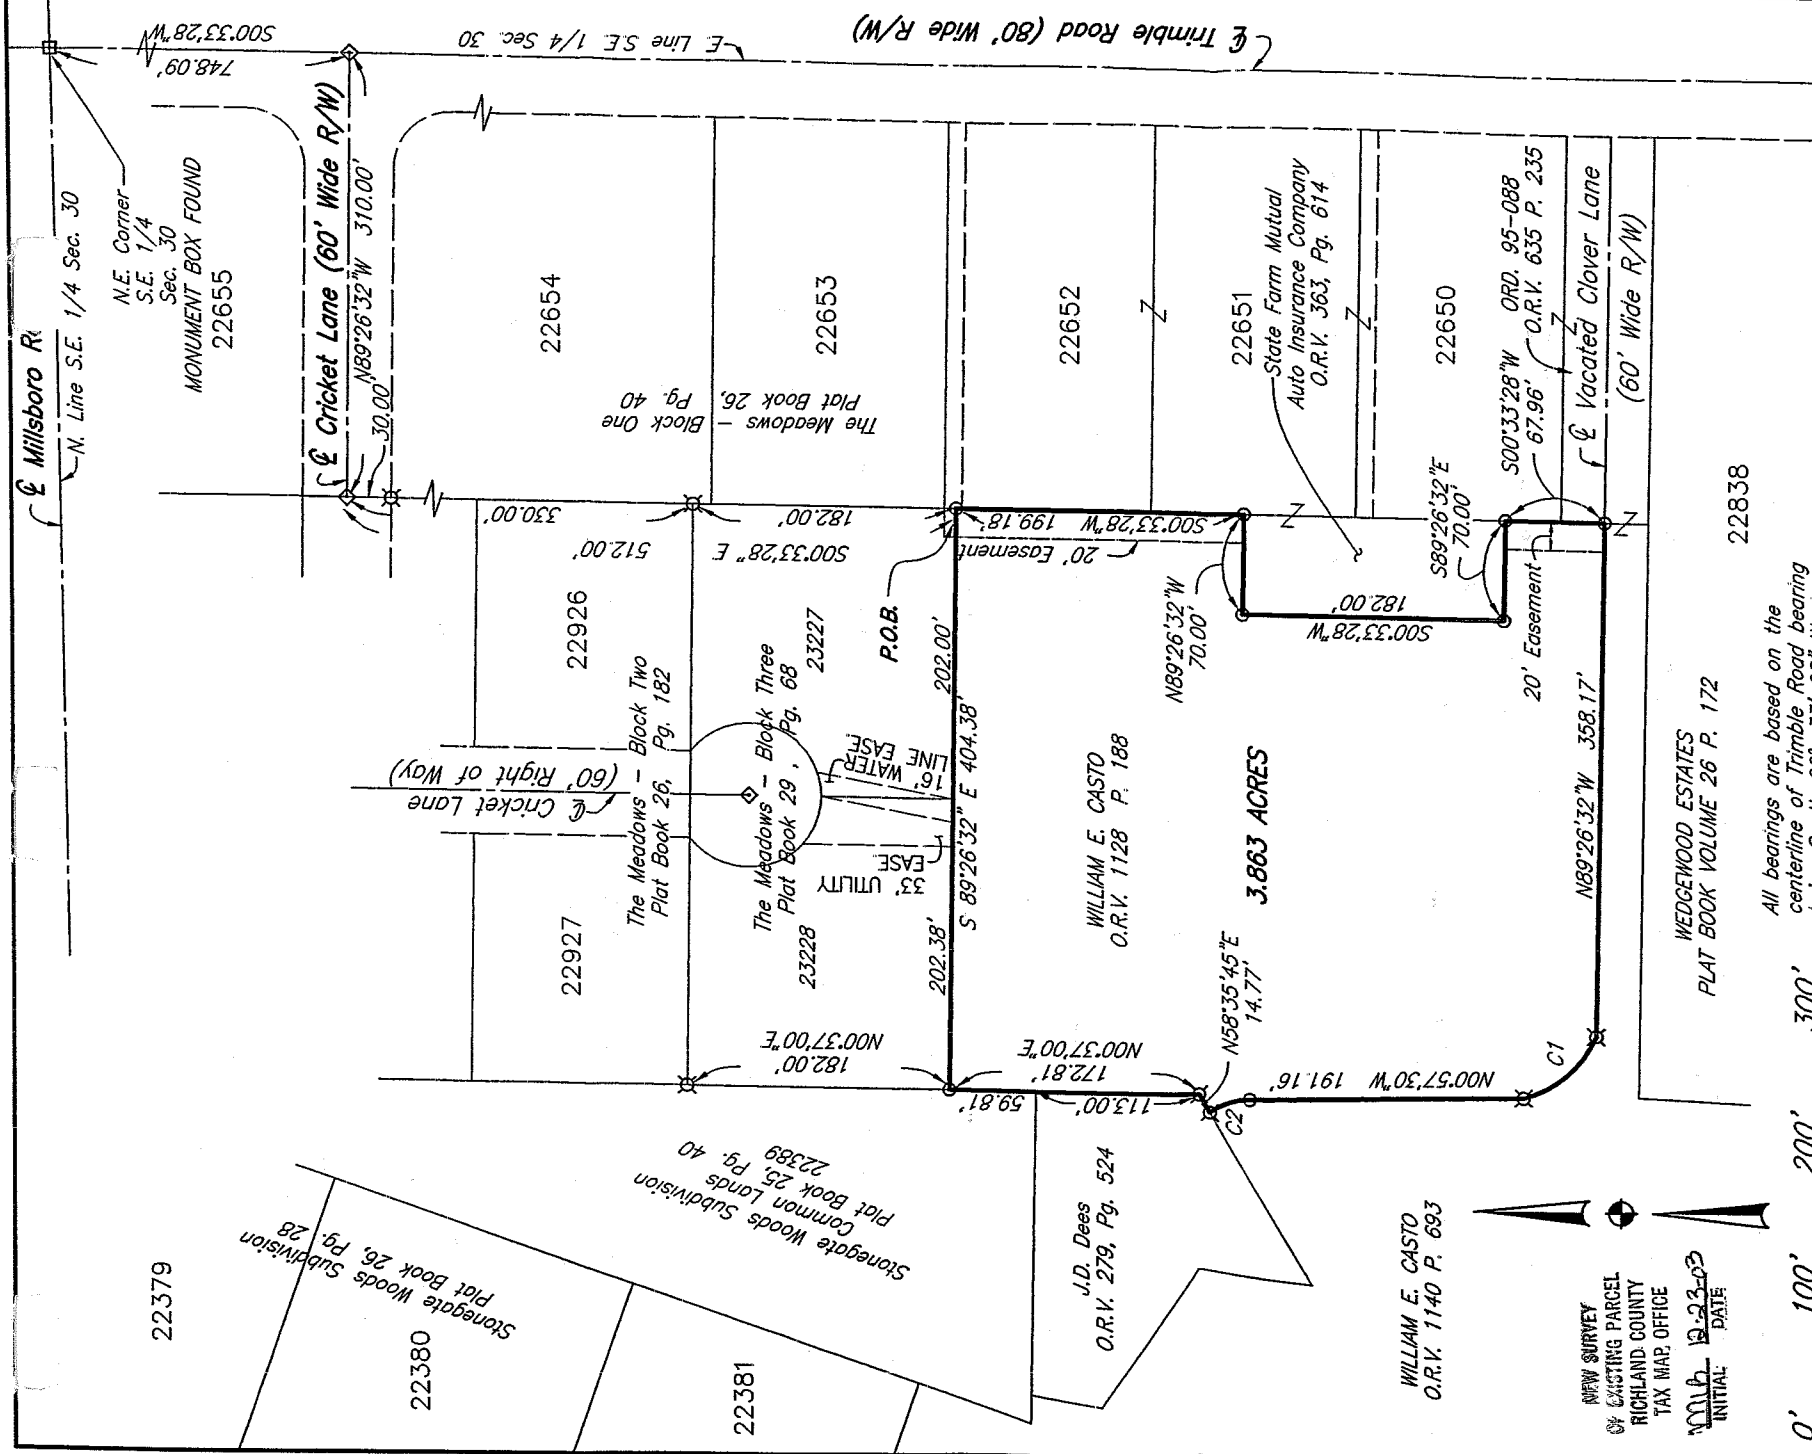 ℄ Millsboro R
N. Line S.E. 1/4 Sec. 30
N.E. Corner
S.E. 1/4
Sec. 30
MONUMENT BOX FOUND
22655
S00°33'28"W
748.09'
E. Line S.E. 1/4 Sec. 30
℄ Trimble Road (80' Wide R/W)
℄ Cricket Lane (60' Wide R/W)
N89°26'32"W 310.00'
30.00'
22654
22653
22652
22651
22650
The Meadows - Block One
Plat Book 26, Pg. 40
State Farm Mutual
Auto Insurance Company
O.R.V. 363, Pg. 614
ORD. 95-088
O.R.V. 635 P. 235
℄ Vacated Clover Lane
(60' Wide R/W)
S00°33'28"W
67.96'
S89°26'32"E
70.00'
22838
330.00'
512.00'
182.00'
S00°33'28" E
S00°33'28"W 199.18'
20' Easement
P.O.B.
N89°26'32"W
70.00'
S00°33'28"W
182.00'
20' Easement
22926
22927
The Meadows - Block Two
Plat Book 26, Pg. 182
℄ Cricket Lane
(60' Right of Way)
The Meadows - Block Three
Plat Book 29 , Pg. 68
23227
23228
16' WATER
LINE EASE.
33' UTILITY
EASE.
202.00'
202.38'
S 89°26'32" E 404.38'
WILLIAM E. CASTO
O.R.V. 1128 P. 188
3.863 ACRES
N89°26'32"W 358.17'
WEDGEWOOD ESTATES
PLAT BOOK VOLUME 26 P. 172
All bearings are based on the
centerline of Trimble Road bearing
N00°37'00"E
182.00'
N00°37'00"E
172.81'
59.81'
113.00'
N58°35'45"E
14.77'
C2
N00°57'30"W 191.16'
C1
Stonegate Woods Subdivision
Common Lands
Plat Book 25, Pg. 40
22389
Stonegate Woods Subdivision
Plat Book 26, Pg. 28
22379
22380
22381
J.D. Dees
O.R.V. 279, Pg. 524
WILLIAM E. CASTO
O.R.V. 1140 P. 693
NEW SURVEY
OF EXISTING PARCEL
RICHLAND COUNTY
TAX MAP OFFICE
12-23-03
INITIAL DATE
0' 100' 200' 300'